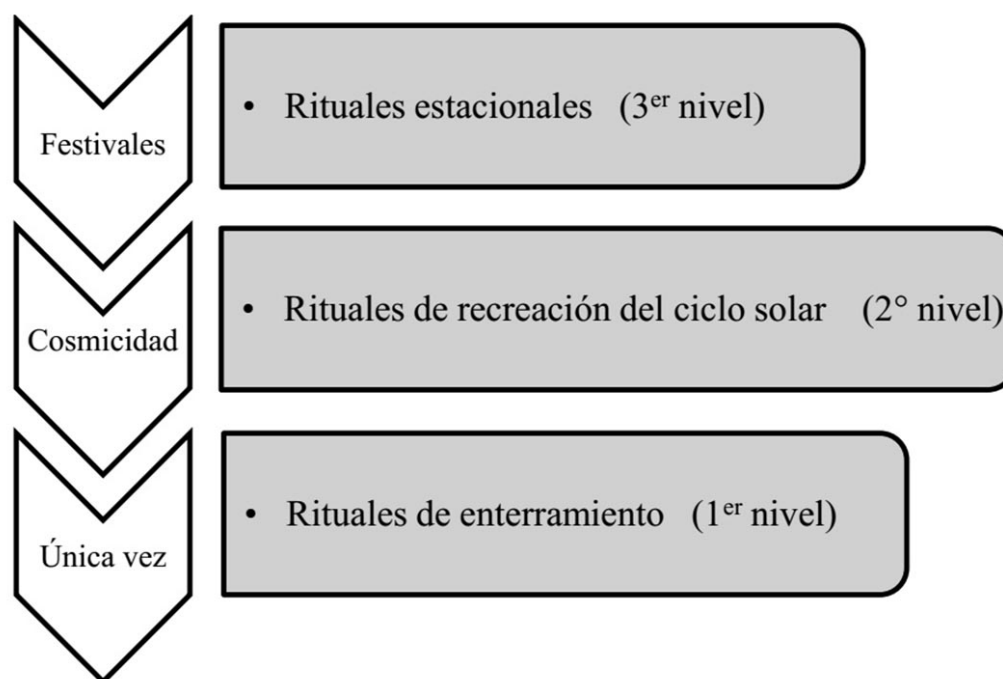 Festivales
• Rituales estacionales (3er nivel)
Cosmicidad
• Rituales de recreación del ciclo solar (2° nivel)
Única vez
• Rituales de enterramiento (1er nivel)